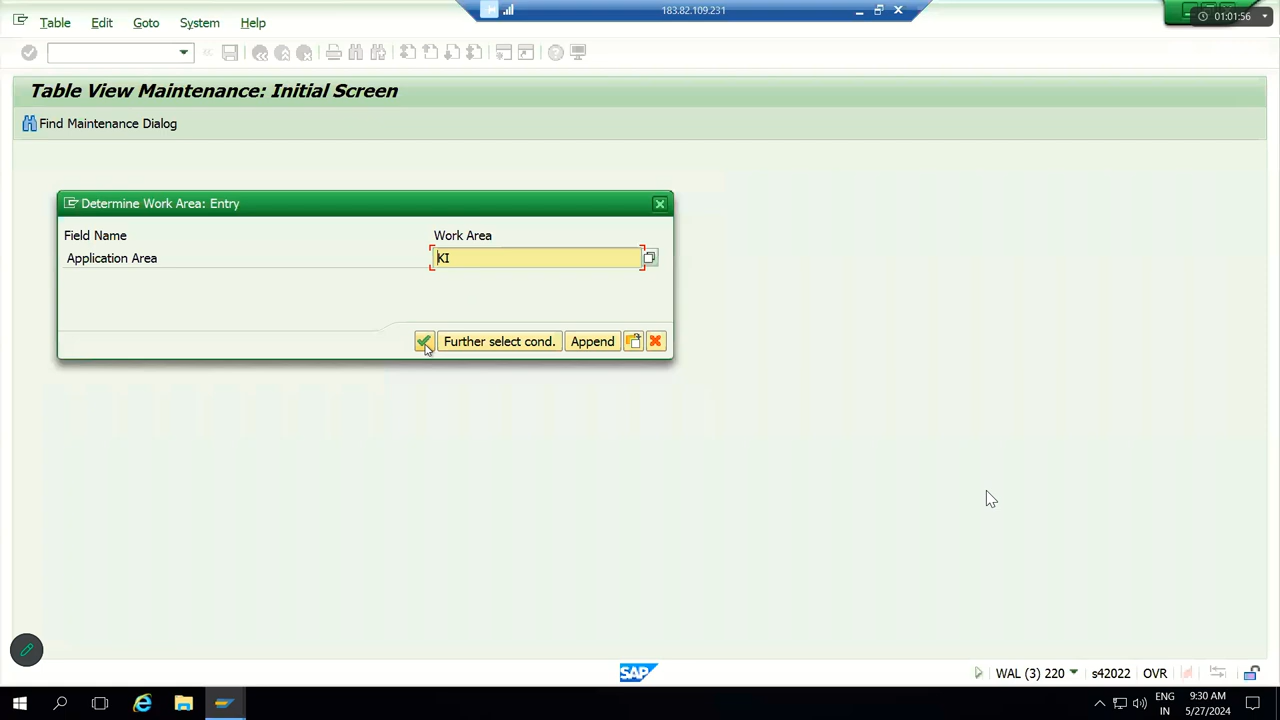 183.82.109.231
01:01:56
Table Edit Goto System Help
Table View Maintenance: Initial Screen
Find Maintenance Dialog
Determine Work Area: Entry
Field Name Work Area
Application Area KI
Further select cond. Append
SAP WAL (3) 220 s42022 OVR
ENG 9:30 AM
IN 5/27/2024